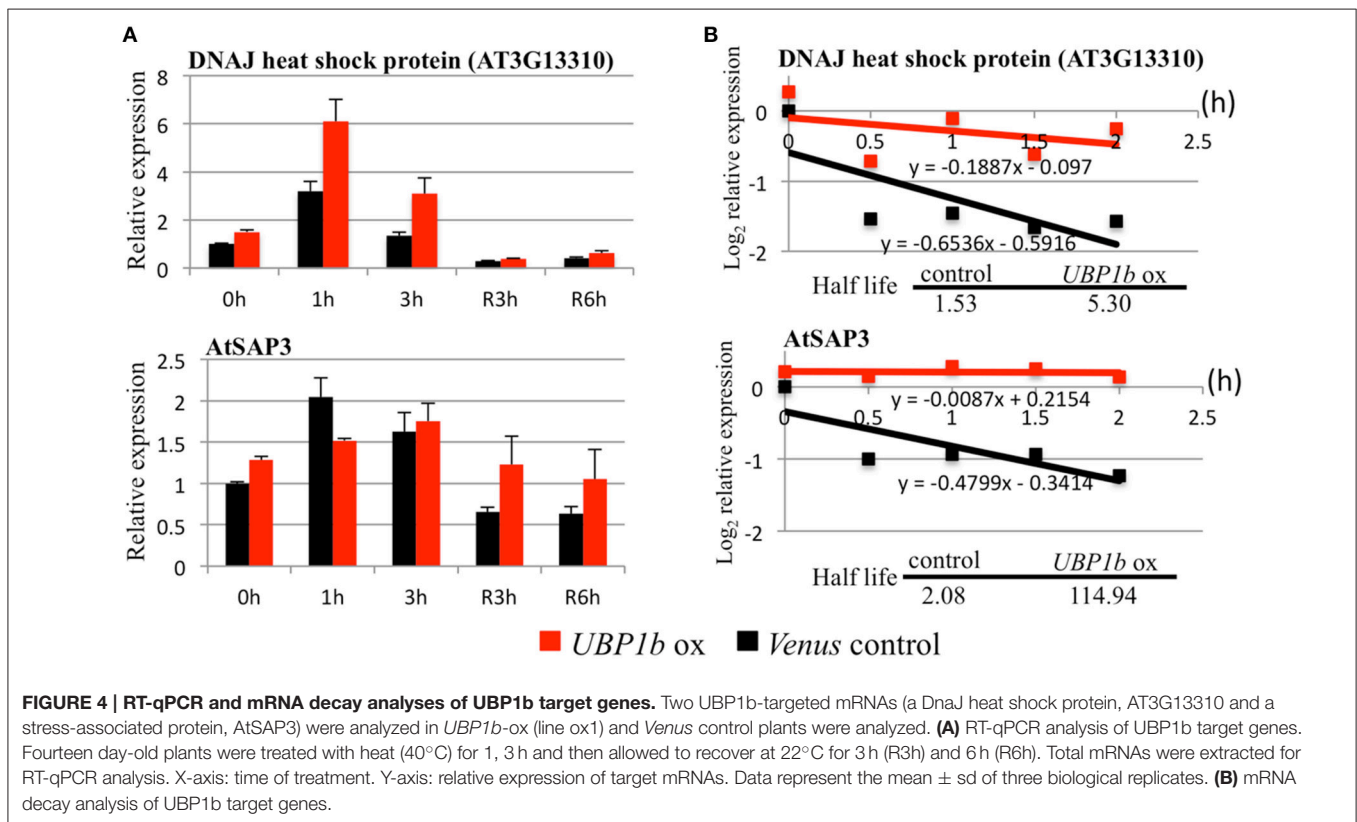 A
DNAJ heat shock protein (AT3G13310)
Relative expression
8
6
4
2
0
0h 1h 3h R3h R6h
AtSAP3
Relative expression
2.5
2
1.5
1
0.5
0
0h 1h 3h R3h R6h
B
DNAJ heat shock protein (AT3G13310)
Log2 relative expression
(h)
0
-1
-2
0 0.5 1 1.5 2 2.5
y = -0.1887x - 0.097
y = -0.6536x - 0.5916
control UBP1b ox
Half life
1.53 5.30
AtSAP3
Log2 relative expression
(h)
0
-1
-2
0 0.5 1 1.5 2 2.5
y = -0.0087x + 0.2154
y = -0.4799x - 0.3414
control UBP1b ox
Half life
2.08 114.94
UBP1b ox Venus control
FIGURE 4 | RT-qPCR and mRNA decay analyses of UBP1b target genes. Two UBP1b-targeted mRNAs (a DnaJ heat shock protein, AT3G13310 and a
stress-associated protein, AtSAP3) were analyzed in UBP1b-ox (line ox1) and Venus control plants were analyzed. (A) RT-qPCR analysis of UBP1b target genes.
Fourteen day-old plants were treated with heat (40°C) for 1, 3 h and then allowed to recover at 22°C for 3 h (R3h) and 6 h (R6h). Total mRNAs were extracted for
RT-qPCR analysis. X-axis: time of treatment. Y-axis: relative expression of target mRNAs. Data represent the mean ± sd of three biological replicates. (B) mRNA
decay analysis of UBP1b target genes.